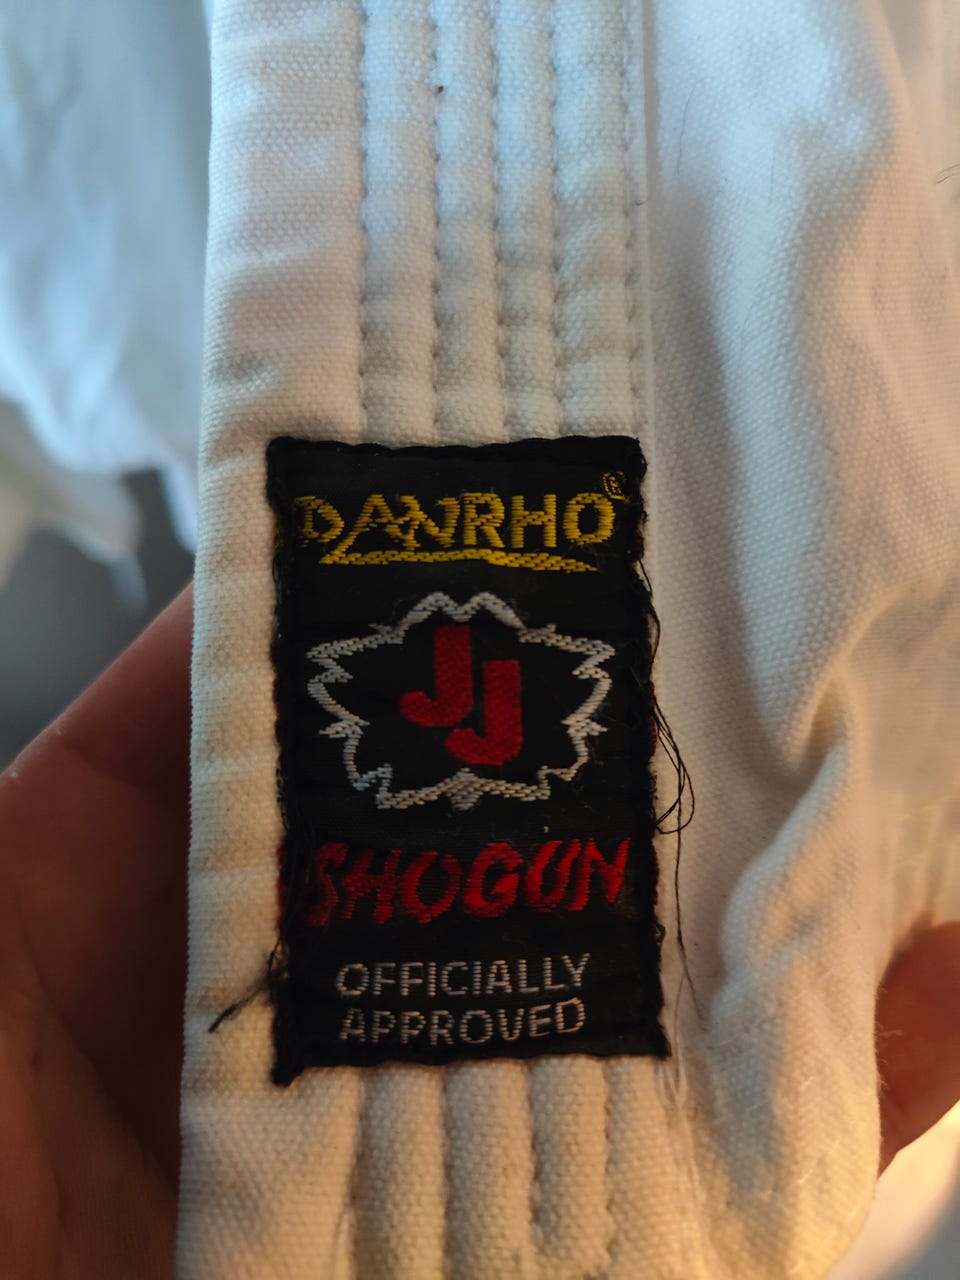 DANRHO®
JJ
SHOGUN
OFFICIALLY
APPROVED